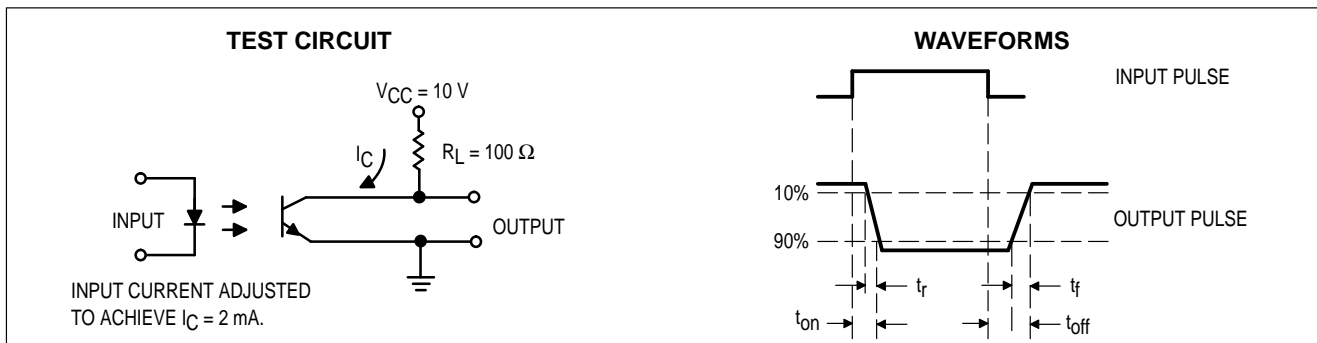 TEST CIRCUIT
VCC = 10 V
IC
RL = 100 Ω
INPUT
OUTPUT
INPUT CURRENT ADJUSTED
TO ACHIEVE IC = 2 mA.
WAVEFORMS
INPUT PULSE
10%
OUTPUT PULSE
90%
tr
tf
ton
toff